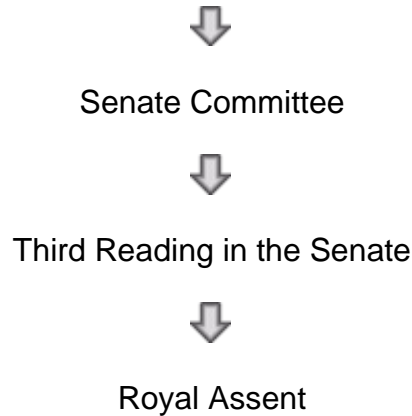 Senate Committee
Third Reading in the Senate
Royal Assent